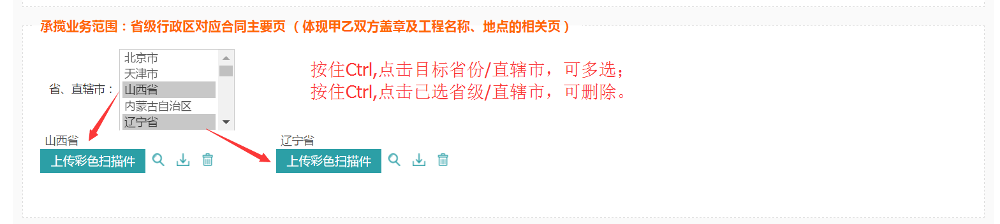 承揽业务范围：省级行政区对应合同主要页 （体现甲乙双方盖章及工程名称、地点的相关页）
北京市
天津市
省、直辖市：
山西省
内蒙古自治区
辽宁省
按住Ctrl,点击目标省份/直辖市，可多选；
按住Ctrl,点击已选省级/直辖市，可删除。
山西省
上传彩色扫描件
辽宁省
上传彩色扫描件